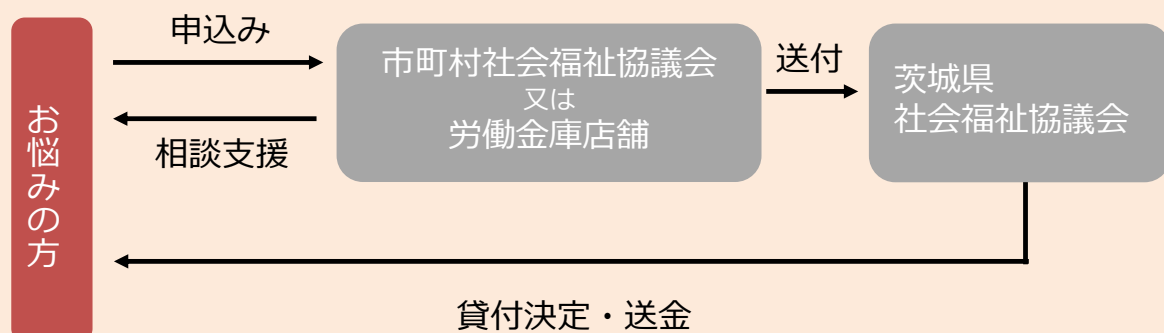 お悩みの方
申込み
相談支援
市町村社会福祉協議会
又は
労働金庫店舗
送付
茨城県
社会福祉協議会
貸付決定・送金